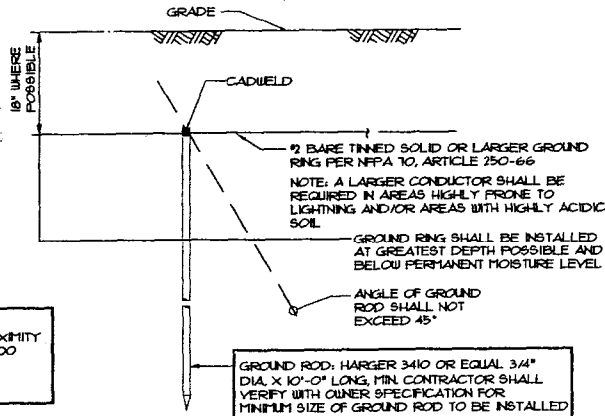 GRADE
18" WHERE
POSSIBLE
CADWELD
#2 BARE TINNED SOLID OR LARGER GROUND
RING PER NFPA 70, ARTICLE 250-66
NOTE: A LARGER CONDUCTOR SHALL BE
REQUIRED IN AREAS HIGHLY PRONE TO
LIGHTNING AND/OR AREAS WITH HIGHLY ACIDIC
SOIL
GROUND RING SHALL BE INSTALLED
AT GREATEST DEPTH POSSIBLE AND
BELOW PERMANENT MOISTURE LEVEL
ANGLE OF GROUND
ROD SHALL NOT
EXCEED 45°
GROUND ROD: HARGER 3410 OR EQUAL 3/4"
DIA. X 10'-0" LONG, MIN. CONTRACTOR SHALL
VERIFY WITH OWNER SPECIFICATION FOR
MINIMUM SIZE OF GROUND ROD TO BE INSTALLED